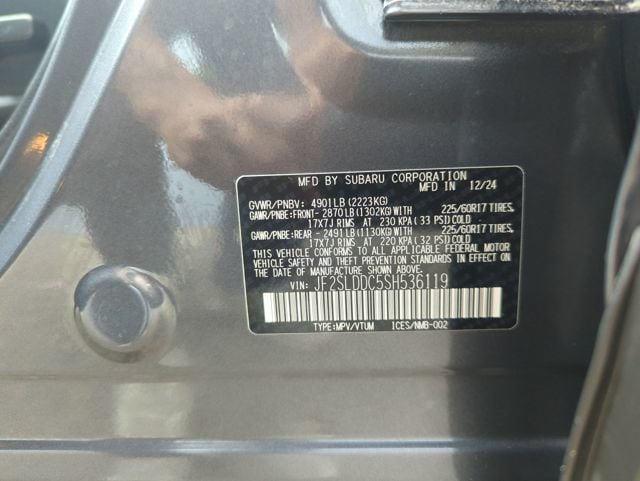 MFD BY SUBARU CORPORATION
MFD IN 12/24
GVWR/PNBV: 4901LB (2223KG)
GAWR/PNBE:FRONT- 2870LB (1302KG)WITH 225/60R17 TIRES,
17X7J RIMS AT 230 KPA (33 PSI)COLD
GAWR/PNBE:REAR - 2491LB (1130KG)WITH 225/60R17 TIRES,
17X7J RIMS AT 220 KPA (32 PSI)COLD
THIS VEHICLE CONFORMS TO ALL APPLICABLE FEDERAL MOTOR
VEHICLE SAFETY AND THEFT PREVENTION STANDARDS IN EFFECT
ON THE DATE OF MANUFACTURE SHOWN ABOVE.
VIN: JF2SLDDC5SH536119
TYPE:MPV/VTUM ICES/NMB-002